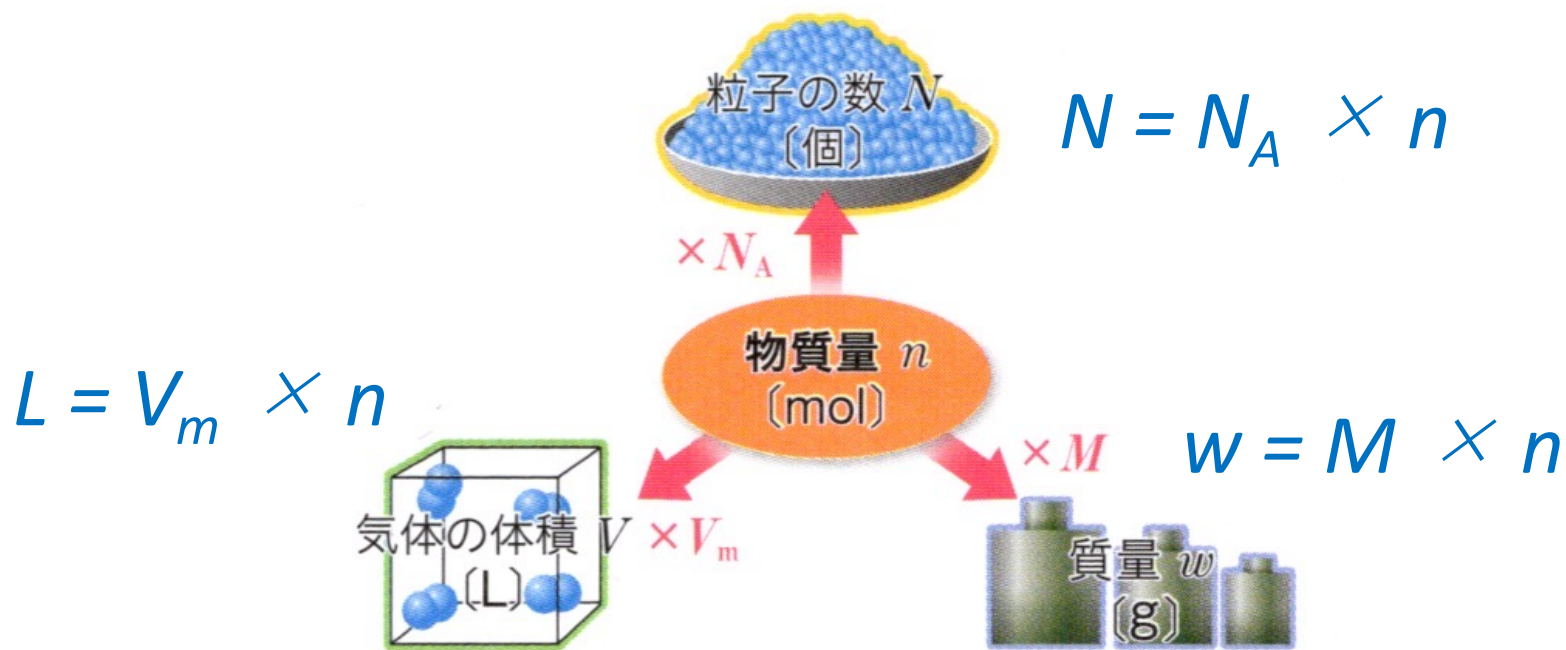 粒子の数 N
〔個〕
N = N_A × n
×N_A
物質量 n
〔mol〕
L = V_m × n
×M
w = M × n
気体の体積 V ×V_m
〔L〕
質量 w
〔g〕